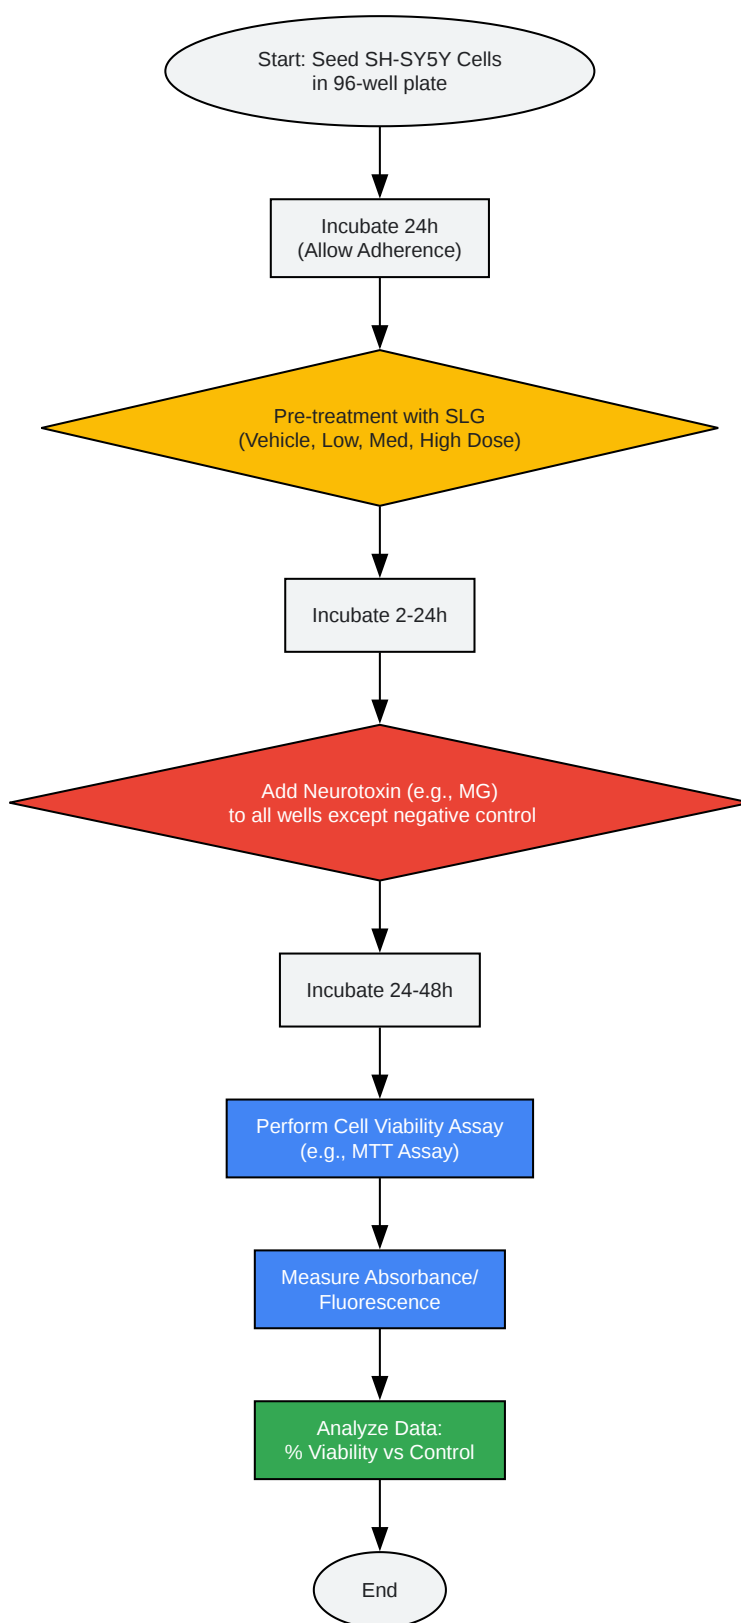 Start: Seed SH-SY5Y Cells
in 96-well plate
Incubate 24h
(Allow Adherence)
Pre-treatment with SLG
(Vehicle, Low, Med, High Dose)
Incubate 2-24h
Add Neurotoxin (e.g., MG)
to all wells except negative control
Incubate 24-48h
Perform Cell Viability Assay
(e.g., MTT Assay)
Measure Absorbance/
Fluorescence
Analyze Data:
% Viability vs Control
End